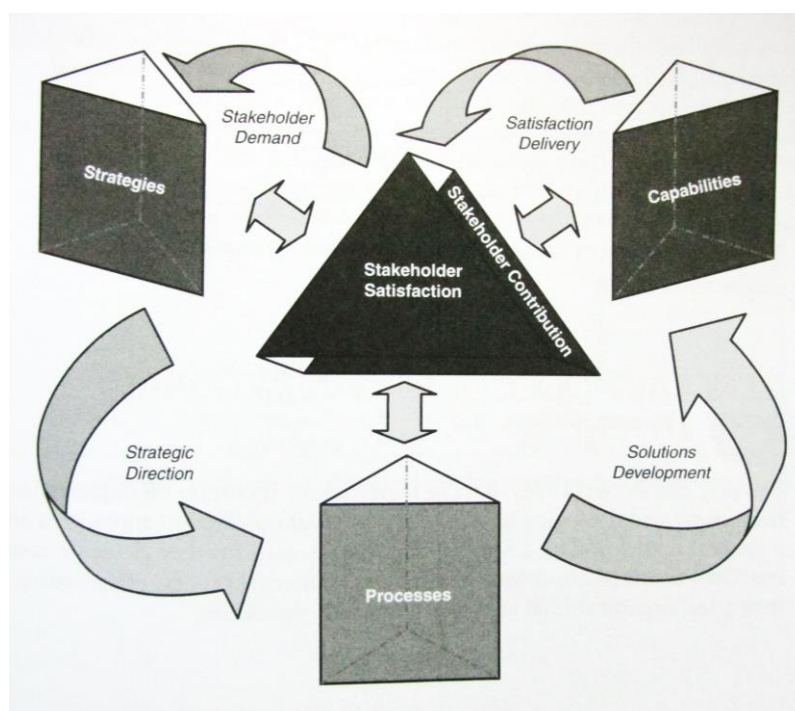 Stakeholder
Demand
Satisfaction
Delivery
Strategies
Capabilities
Stakeholder
Satisfaction
Stakeholder Contribution
Strategic
Direction
Solutions
Development
Processes